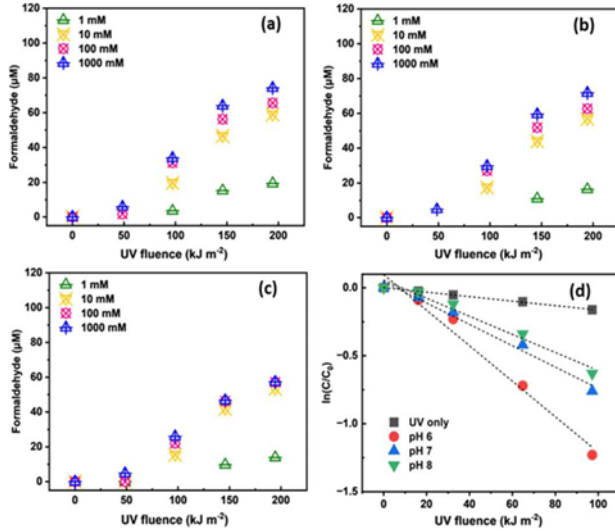 (a)
1 mM
10 mM
100 mM
1000 mM
Formaldehyde (μM)
120
100
80
60
40
20
0
0 50 100 150 200
UV fluence (kJ m⁻²)
(b)
1 mM
10 mM
100 mM
1000 mM
Formaldehyde (μM)
120
100
80
60
40
20
0
0 50 100 150 200
UV fluence (kJ m⁻²)
(c)
1 mM
10 mM
100 mM
1000 mM
Formaldehyde (μM)
120
100
80
60
40
20
0
0 50 100 150 200
UV fluence (kJ m⁻²)
(d)
ln(C/C₀)
0.0
-0.5
-1.0
-1.5
UV only
pH 6
pH 7
pH 8
0 20 40 60 80 100
UV fluence (kJ m⁻²)